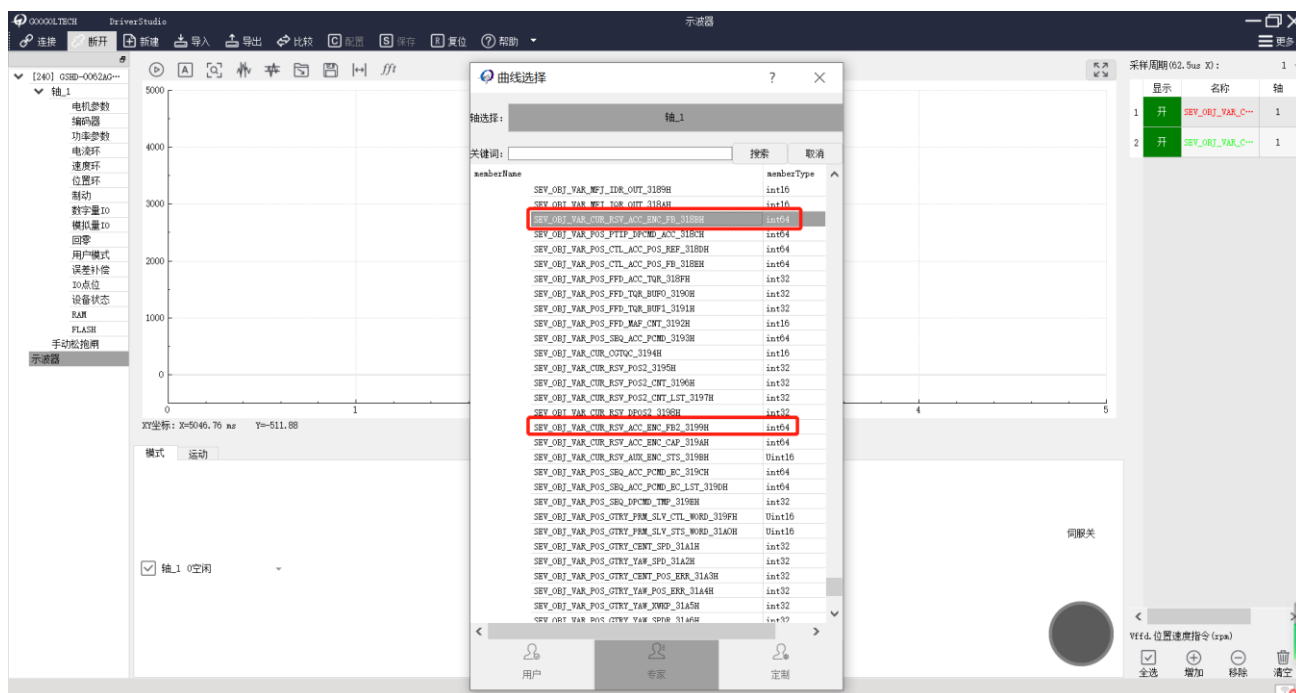 GOOGOLTECH DriverStudio 示波器
连接 断开 新建 导入 导出 比较 C 配置 S 保存 R 复位 ? 帮助 更多
[240] GSHD-0062AG…
轴_1
电机参数
编码器
功率参数
电流环
速度环
位置环
制动
数字量IO
模拟量IO
回零
用户模式
误差补偿
IO点位
设备状态
RAM
FLASH
手动松抱闸
示波器
A fft
5000
4000
3000
2000
1000
0
0 1 4 5
XY坐标: X=5046.76 ms Y=-511.88
模式 运动
轴_1 0空闲
伺服关
曲线选择 ?
轴选择: 轴_1
关键词: 搜索 取消
memberName memberType
SEV_OBJ_VAR_MFJ_IDR_OUT_3189H int16
SEV_OBJ_VAR_MFJ_IQR_OUT_318AH int16
SEV_OBJ_VAR_CUR_RSV_ACC_ENC_FB_318BH int64
SEV_OBJ_VAR_POS_PTIP_DPCMD_ACC_318CH int64
SEV_OBJ_VAR_POS_CTL_ACC_POS_REF_318DH int64
SEV_OBJ_VAR_POS_CTL_ACC_POS_FB_318EH int64
SEV_OBJ_VAR_POS_FFD_ACC_TQR_318FH int32
SEV_OBJ_VAR_POS_FFD_TQR_BUF0_3190H int32
SEV_OBJ_VAR_POS_FFD_TQR_BUF1_3191H int32
SEV_OBJ_VAR_POS_FFD_MAF_CNT_3192H int16
SEV_OBJ_VAR_POS_SEQ_ACC_PCMD_3193H int64
SEV_OBJ_VAR_CUR_CGTQC_3194H int16
SEV_OBJ_VAR_CUR_RSV_POS2_3195H int32
SEV_OBJ_VAR_CUR_RSV_POS2_CNT_3196H int32
SEV_OBJ_VAR_CUR_RSV_POS2_CNT_LST_3197H int32
SEV_OBJ_VAR_CUR_RSV_DPOS2_3198H int32
SEV_OBJ_VAR_CUR_RSV_ACC_ENC_FB2_3199H int64
SEV_OBJ_VAR_CUR_RSV_ACC_ENC_CAP_319AH int64
SEV_OBJ_VAR_CUR_RSV_AUX_ENC_STS_319BH Uint16
SEV_OBJ_VAR_POS_SEQ_ACC_PCMD_EC_319CH int64
SEV_OBJ_VAR_POS_SEQ_ACC_PCMD_EC_LST_319DH int64
SEV_OBJ_VAR_POS_SEQ_DPCMD_TMP_319EH int32
SEV_OBJ_VAR_POS_GTRY_PRM_SLV_CTL_WORD_319FH Uint16
SEV_OBJ_VAR_POS_GTRY_PRM_SLV_STS_WORD_31A0H Uint16
SEV_OBJ_VAR_POS_GTRY_CENT_SPD_31A1H int32
SEV_OBJ_VAR_POS_GTRY_YAW_SPD_31A2H int32
SEV_OBJ_VAR_POS_GTRY_CENT_POS_ERR_31A3H int32
SEV_OBJ_VAR_POS_GTRY_YAW_POS_ERR_31A4H int32
SEV_OBJ_VAR_POS_GTRY_YAW_XWKP_31A5H int32
SEV_OBJ_VAR_POS_GTRY_YAW_SPDR_31A6H int32
用户 专家 定制
采样周期(62.5us X): 1
显示 名称 轴
1 开 SEV_OBJ_VAR_C… 1
2 开 SEV_OBJ_VAR_C… 1
Vffd.位置速度指令(rpm)
全选 增加 移除 清空